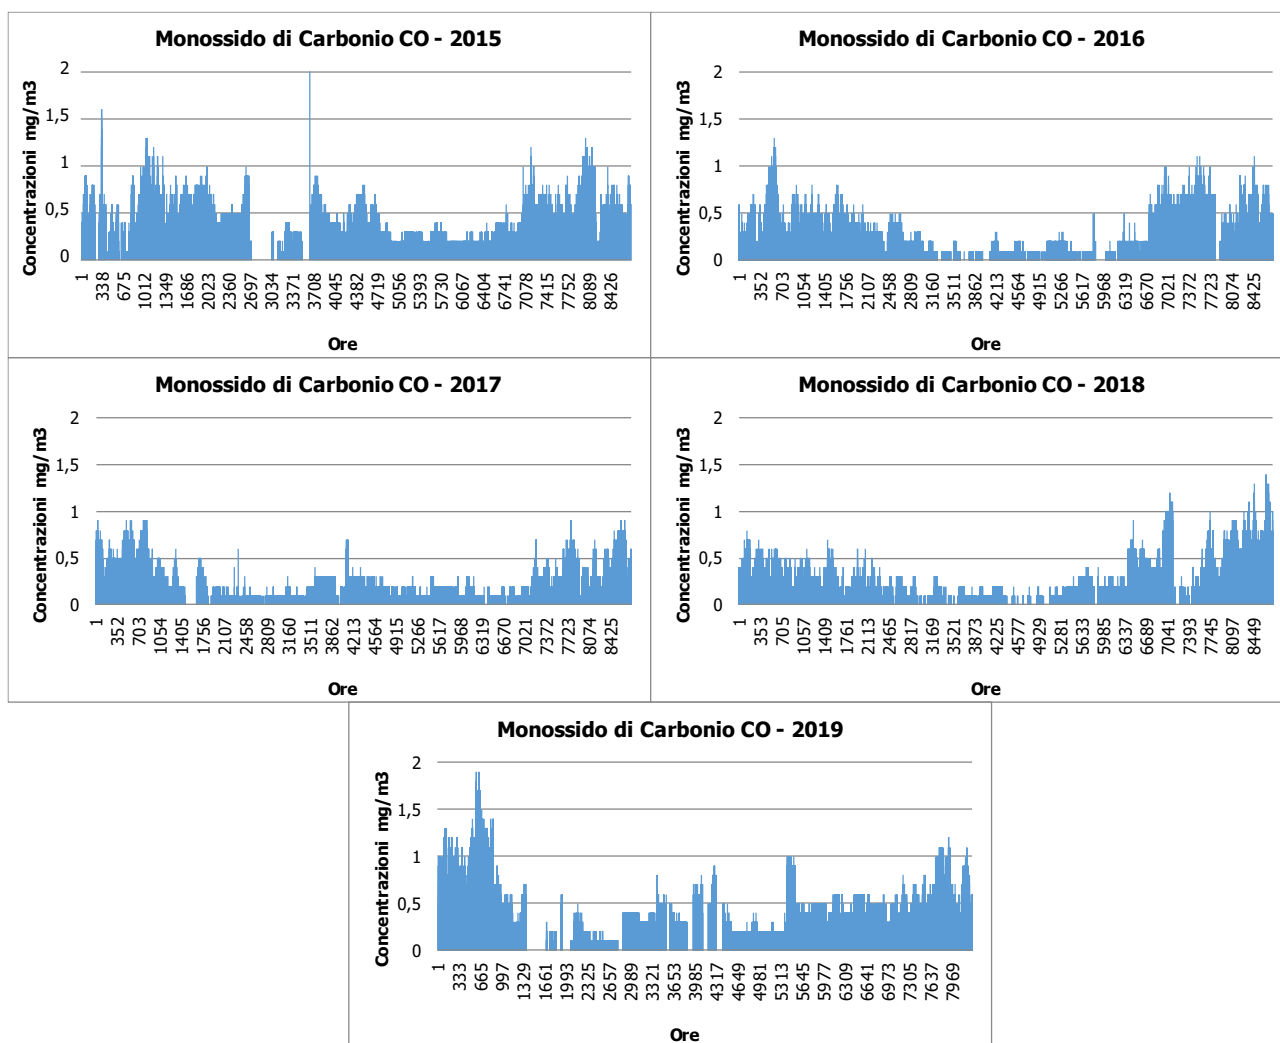 Monossido di Carbonio CO - 2015
Concentrazioni mg/m3
2
1,5
1
0,5
0
1 338 675 1012 1349 1686 2023 2360 2697 3034 3371 3708 4045 4382 4719 5056 5393 5730 6067 6404 6741 7078 7415 7752 8089 8426
Ore
Monossido di Carbonio CO - 2016
Concentrazioni mg/m3
2
1,5
1
0,5
0
1 352 703 1054 1405 1756 2107 2458 2809 3160 3511 3862 4213 4564 4915 5266 5617 5968 6319 6670 7021 7372 7723 8074 8425
Ore
Monossido di Carbonio CO - 2017
Concentrazioni mg/m3
2
1,5
1
0,5
0
1 352 703 1054 1405 1756 2107 2458 2809 3160 3511 3862 4213 4564 4915 5266 5617 5968 6319 6670 7021 7372 7723 8074 8425
Ore
Monossido di Carbonio CO - 2018
Concentrazioni mg/m3
2
1,5
1
0,5
0
1 353 705 1057 1409 1761 2113 2465 2817 3169 3521 3873 4225 4577 4929 5281 5633 5985 6337 6689 7041 7393 7745 8097 8449
Ore
Monossido di Carbonio CO - 2019
Concentrazioni mg/m3
2
1,5
1
0,5
0
1 333 665 997 1329 1661 1993 2325 2657 2989 3321 3653 3985 4317 4649 4981 5313 5645 5977 6309 6641 6973 7305 7637 7969
Ore